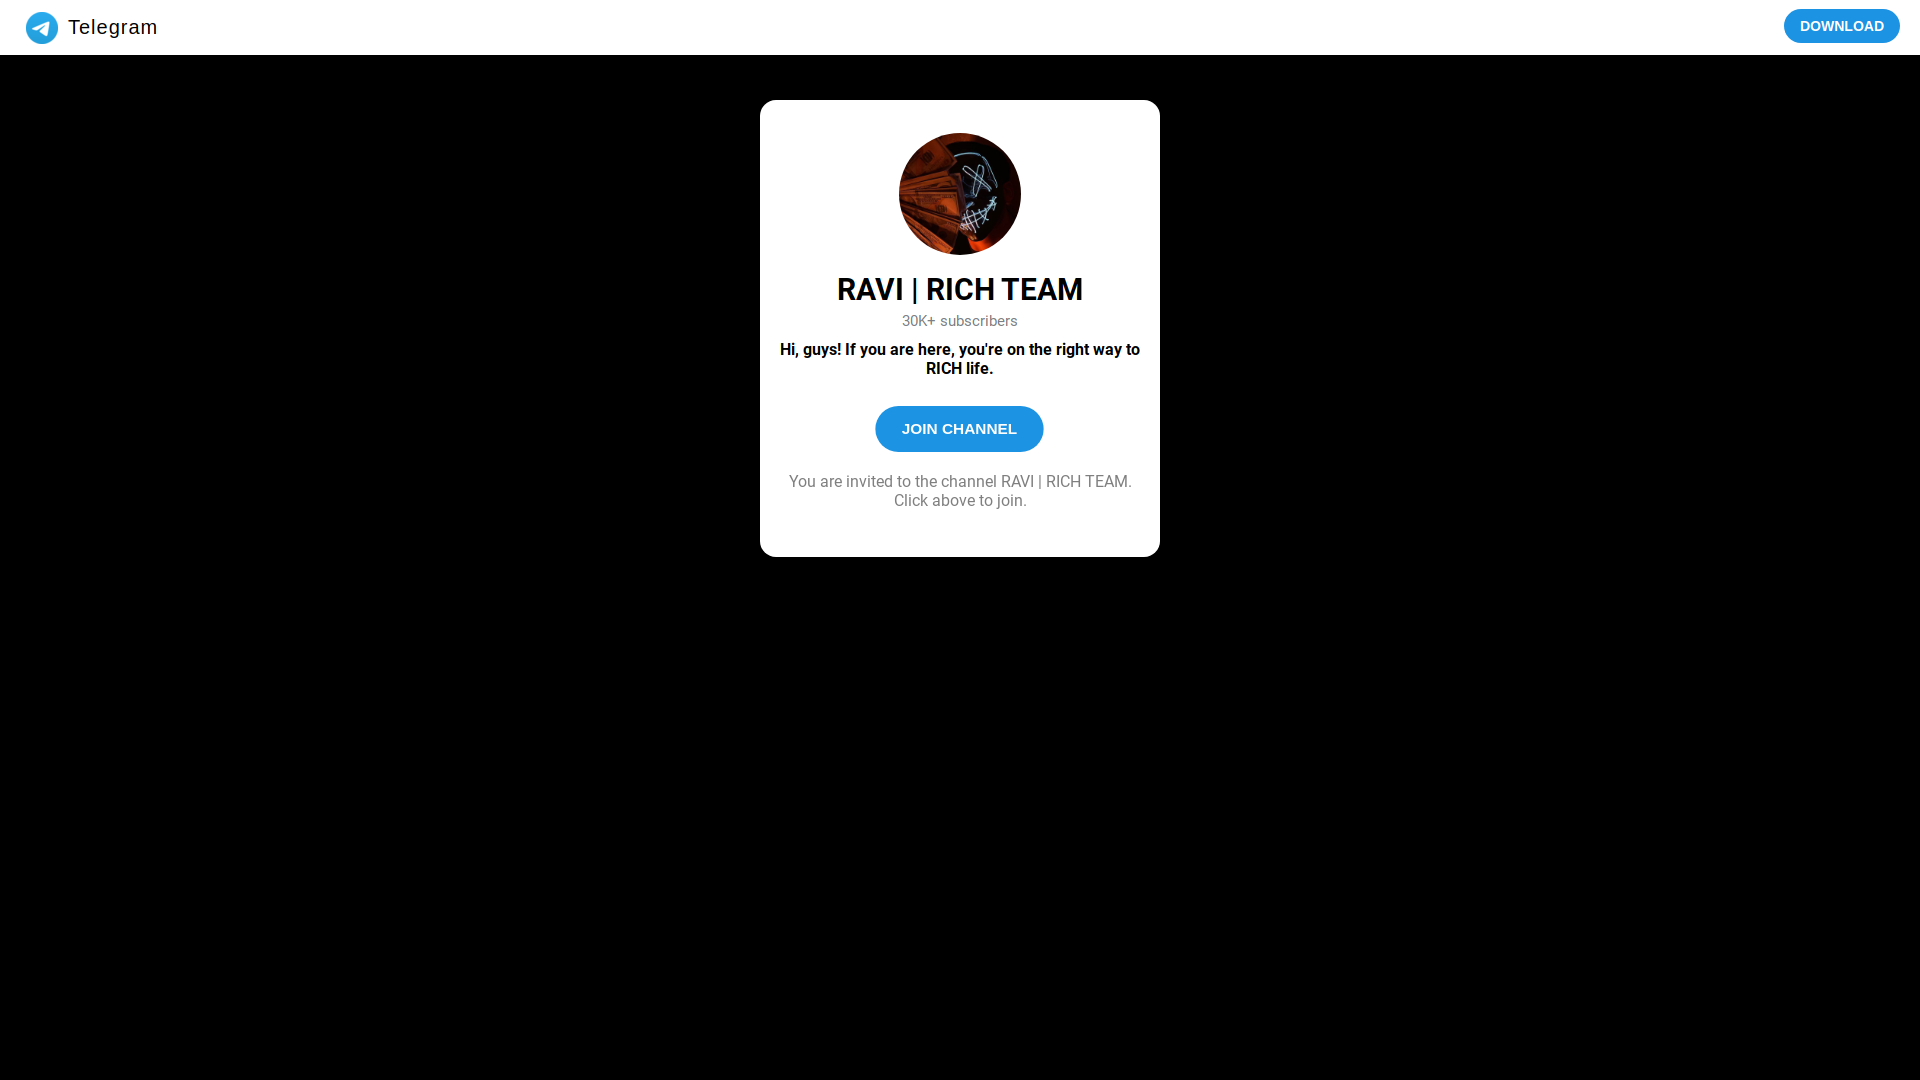 Telegram
DOWNLOAD
RAVI | RICH TEAM
30K+ subscribers
Hi, guys! If you are here, you're on the right way to
RICH life.
JOIN CHANNEL
You are invited to the channel RAVI | RICH TEAM.
Click above to join.